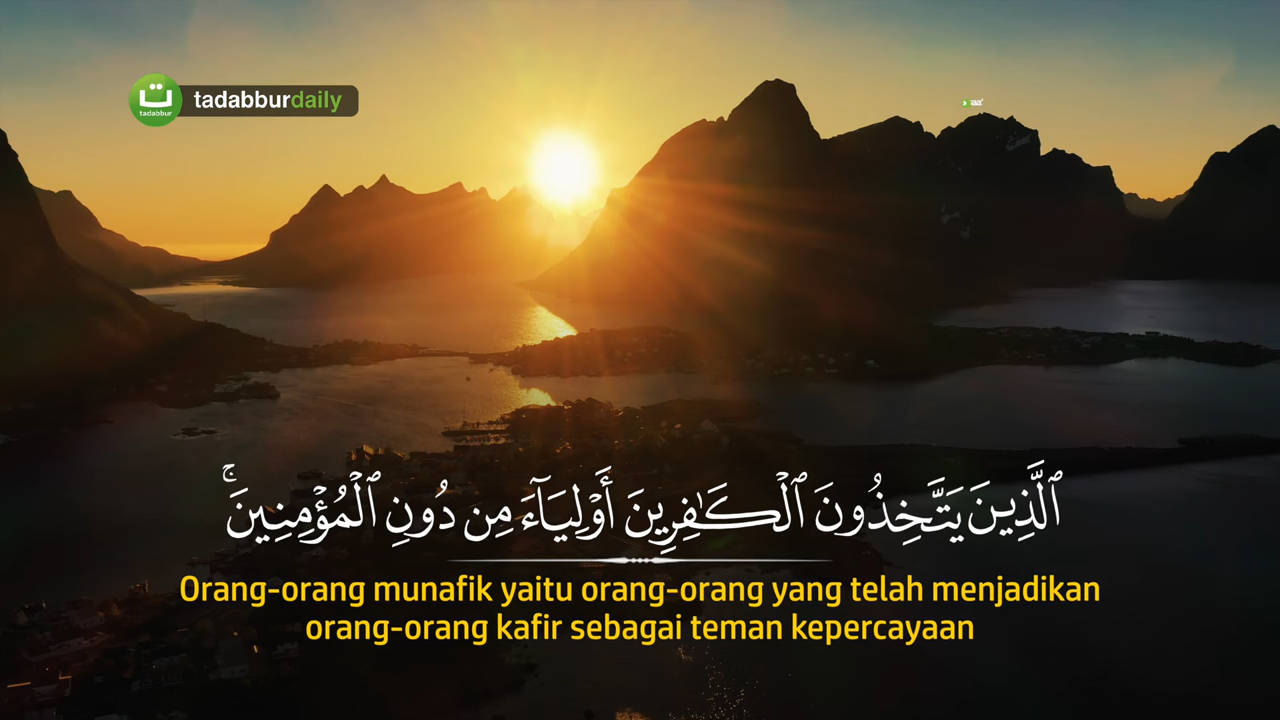 ت
tadabbur
tadabburdaily
ٱلَّذِينَ يَتَّخِذُونَ ٱلْكَـٰفِرِينَ أَوْلِيَآءَ مِن دُونِ ٱلْمُؤْمِنِينَ ۚ
Orang-orang munafik yaitu orang-orang yang telah menjadikan
orang-orang kafir sebagai teman kepercayaan